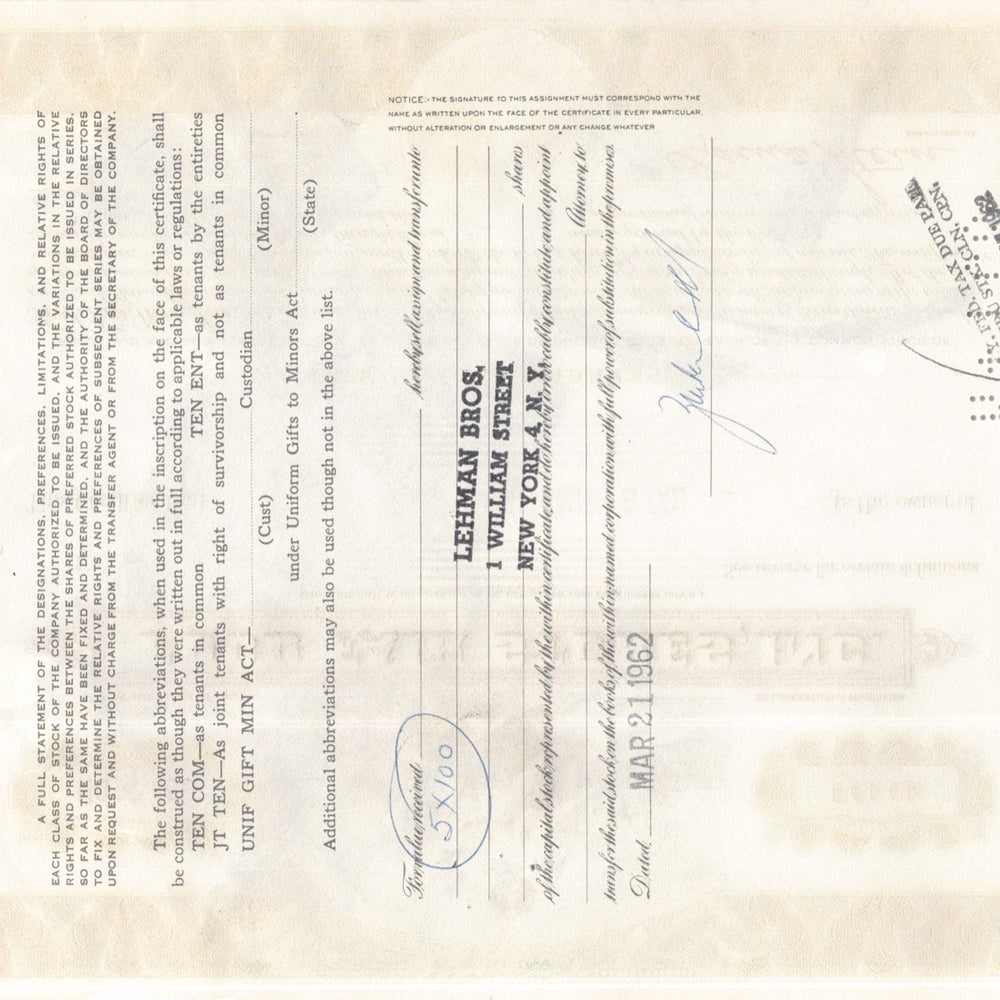 A FULL STATEMENT OF THE DESIGNATIONS, PREFERENCES, LIMITATIONS, AND RELATIVE RIGHTS OF
EACH CLASS OF STOCK OF THE COMPANY AUTHORIZED TO BE ISSUED, AND THE VARIATIONS IN THE RELATIVE
RIGHTS AND PREFERENCES BETWEEN THE SHARES OF PREFERRED STOCK AUTHORIZED TO BE ISSUED IN SERIES,
SO FAR AS THE SAME HAVE BEEN FIXED AND DETERMINED, AND THE AUTHORITY OF THE BOARD OF DIRECTORS
TO FIX AND DETERMINE THE RELATIVE RIGHTS AND PREFERENCES OF SUBSEQUENT SERIES MAY BE OBTAINED
UPON REQUEST AND WITHOUT CHARGE FROM THE TRANSFER AGENT OR FROM THE SECRETARY OF THE COMPANY.
The following abbreviations, when used in the inscription on the face of this certificate, shall
be construed as though they were written out in full according to applicable laws or regulations:
TEN COM—as tenants in common TEN ENT—as tenants by the entireties
JT TEN—As joint tenants with right of survivorship and not as tenants in common
UNIF GIFT MIN ACT— Custodian
(Cust) (Minor)
under Uniform Gifts to Minors Act
(State)
Additional abbreviations may also be used though not in the above list.
NOTICE:- THE SIGNATURE TO THIS ASSIGNMENT MUST CORRESPOND WITH THE
NAME AS WRITTEN UPON THE FACE OF THE CERTIFICATE IN EVERY PARTICULAR,
WITHOUT ALTERATION OR ENLARGEMENT OR ANY CHANGE WHATEVER
For value received hereby sell, assign and transfer unto
5 X 100
LEHMAN BROS.
1 WILLIAM STREET
shares
NEW YORK 4, N. Y.
of the capital stock represented by the within certificate and do hereby irrevocably constitute and appoint
Attorney to
transfer the said stock on the books of the within named corporation with full power of substitution in the premises.
Dated MAR 21 1962
FED. TAX DUE PAID
STK. CLN. CEN.
See reverse for certain definitions
is the owner of